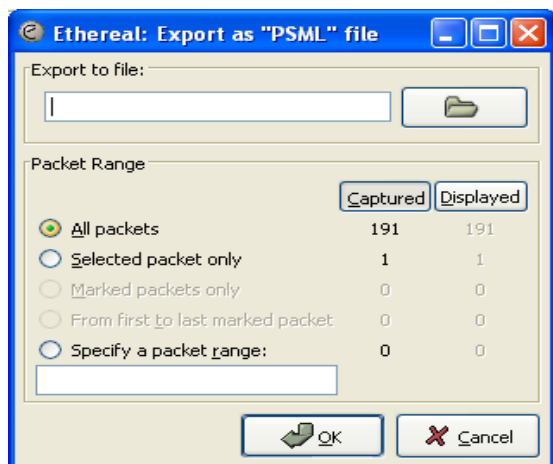 Ethereal: Export as "PSML" file
Export to file:
Packet Range
Captured Displayed
All packets 191 191
Selected packet only 1 1
Marked packets only 0 0
From first to last marked packet 0 0
Specify a packet range: 0 0
OK Cancel